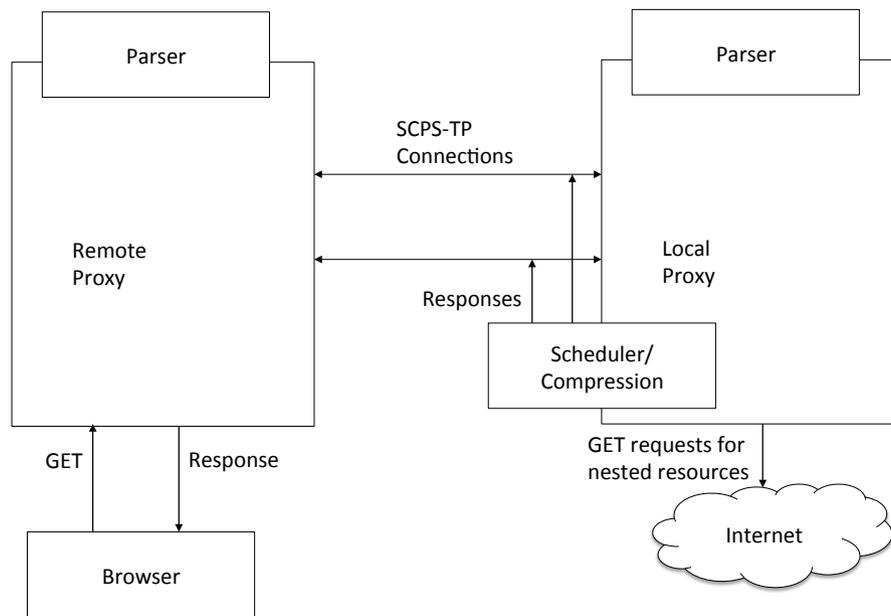 Parser
Parser
SCPS-TP
Connections
Remote
Proxy
Local
Proxy
Responses
Scheduler/
Compression
GET
Response
GET requests for
nested resources
Internet
Browser